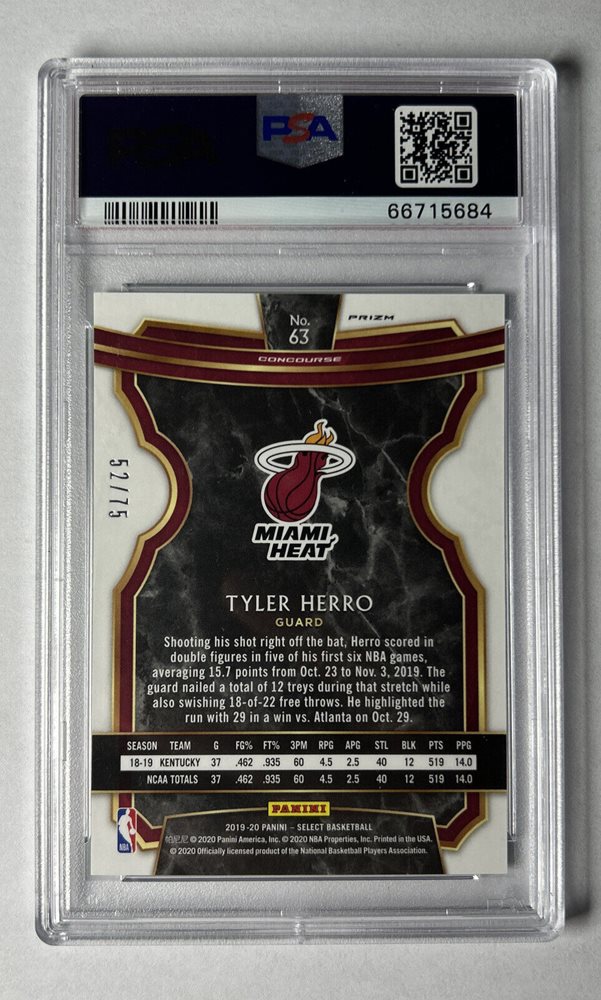 PSA
66715684
No.
63
PRIZM
CONCOURSE
52/75
MIAMI
HEAT
TYLER HERRO
GUARD
Shooting his shot right off the bat, Herro scored in
double figures in five of his first six NBA games,
averaging 15.7 points from Oct. 23 to Nov. 3, 2019. The
guard nailed a total of 12 treys during that stretch while
also swishing 18-of-22 free throws. He highlighted the
run with 29 in a win vs. Atlanta on Oct. 29.
SEASON TEAM G FG% FT% 3PM RPG APG STL BLK PTS PPG
18-19 KENTUCKY 37 .462 .935 60 4.5 2.5 40 12 519 14.0
NCAA TOTALS 37 .462 .935 60 4.5 2.5 40 12 519 14.0
PANINI
NBA
2019-20 PANINI – SELECT BASKETBALL
帕尼尼 © 2020 Panini America, Inc. © 2020 NBA Properties, Inc. Printed in the USA.
© 2020 Officially licensed product of the National Basketball Players Association.